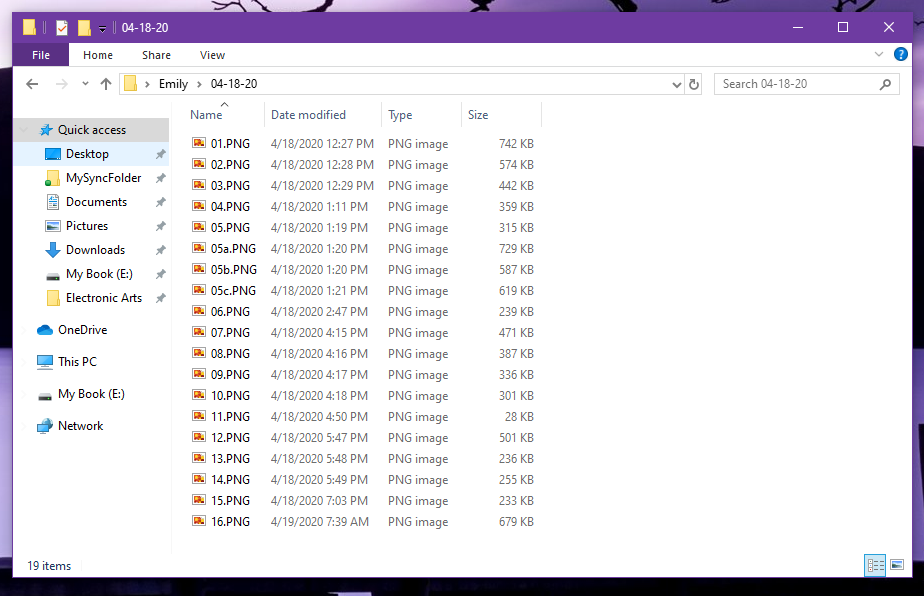 04-18-20
File Home Share View
Emily 04-18-20 Search 04-18-20
Name Date modified Type Size
Quick access
Desktop
MySyncFolder
Documents
Pictures
Downloads
My Book (E:)
Electronic Arts
OneDrive
This PC
My Book (E:)
Network
01.PNG 4/18/2020 12:27 PM PNG image 742 KB
02.PNG 4/18/2020 12:28 PM PNG image 574 KB
03.PNG 4/18/2020 12:29 PM PNG image 442 KB
04.PNG 4/18/2020 1:11 PM PNG image 359 KB
05.PNG 4/18/2020 1:19 PM PNG image 315 KB
05a.PNG 4/18/2020 1:20 PM PNG image 729 KB
05b.PNG 4/18/2020 1:20 PM PNG image 587 KB
05c.PNG 4/18/2020 1:21 PM PNG image 619 KB
06.PNG 4/18/2020 2:47 PM PNG image 239 KB
07.PNG 4/18/2020 4:15 PM PNG image 471 KB
08.PNG 4/18/2020 4:16 PM PNG image 387 KB
09.PNG 4/18/2020 4:17 PM PNG image 336 KB
10.PNG 4/18/2020 4:18 PM PNG image 301 KB
11.PNG 4/18/2020 4:50 PM PNG image 28 KB
12.PNG 4/18/2020 5:47 PM PNG image 501 KB
13.PNG 4/18/2020 5:48 PM PNG image 236 KB
14.PNG 4/18/2020 5:49 PM PNG image 255 KB
15.PNG 4/18/2020 7:03 PM PNG image 233 KB
16.PNG 4/19/2020 7:39 AM PNG image 679 KB
19 items